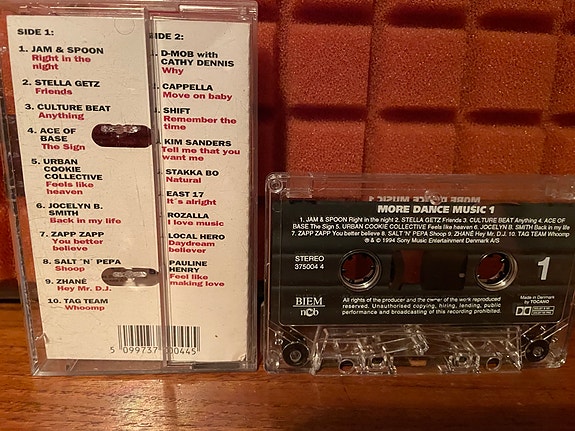 SIDE 1:
1. JAM & SPOON
Right in the
night
2. STELLA GETZ
Friends
3. CULTURE BEAT
Anything
4. ACE OF
BASE
The Sign
5. URBAN
COOKIE
COLLECTIVE
Feels like
heaven
6. JOCELYN B.
SMITH
Back in my life
7. ZAPP ZAPP
You better
believe
8. SALT ´N´ PEPA
Shoop
9. ZHANÉ
Hey Mr. D.J.
10. TAG TEAM
Whoomp
SIDE 2:
D-MOB with
CATHY DENNIS
Why
CAPPELLA
Move on baby
SHIFT
Remember the
time
KIM SANDERS
Tell me that you
want me
STAKKA BO
Natural
EAST 17
It´s alright
ROZALLA
I love music
LOCAL HERO
Daydream
believer
PAULINE
HENRY
Feel like
making love
5 099737 500445
MORE DANCE MUSIC 1
1. JAM & SPOON Right in the night 2. STELLA GETZ Friends 3. CULTURE BEAT Anything 4. ACE OF
BASE The Sign 5. URBAN COOKIE COLLECTIVE Feels like heaven 6. JOCELYN B. SMITH Back in my life
7. ZAPP ZAPP You better believe 8. SALT ´N´ PEPA Shoop 9. ZHANÉ Hey Mr. D.J. 10. TAG TEAM Whoomp
℗ & © 1994 Sony Music Entertainment Denmark A/S
STEREO
375004 4
1
BIEM
ncb
All rights of the producer and the owner of the work reproduced
reserved. Unauthorised copying, hiring, lending, public
performance and broadcasting of this recording prohibited.
Made in Denmark
by TOCANO